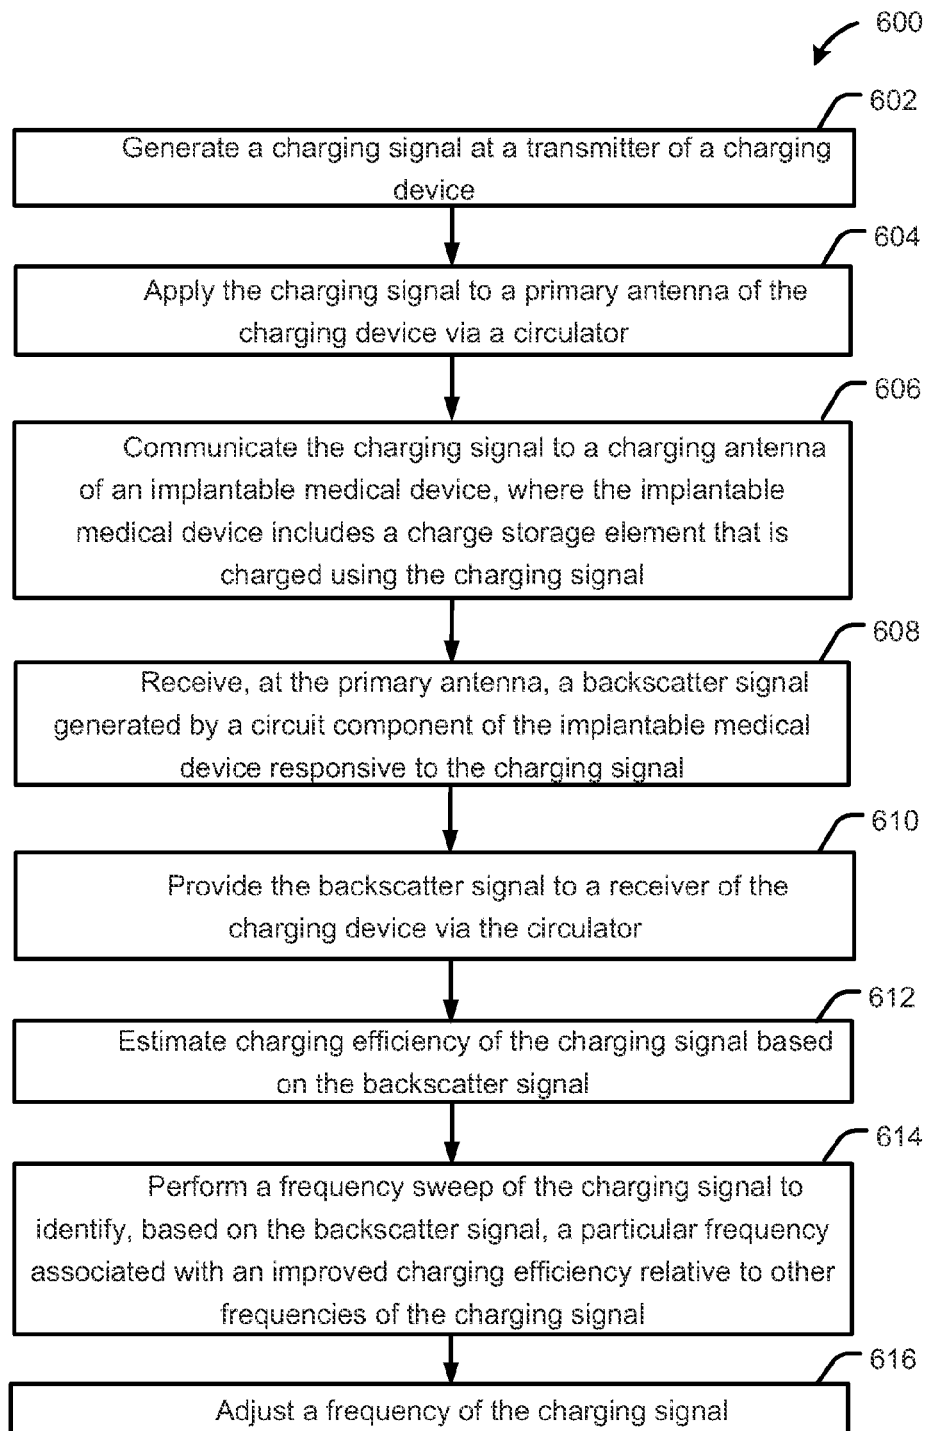 600
602
Generate a charging signal at a transmitter of a charging
device
604
Apply the charging signal to a primary antenna of the
charging device via a circulator
606
Communicate the charging signal to a charging antenna
of an implantable medical device, where the implantable
medical device includes a charge storage element that is
charged using the charging signal
608
Receive, at the primary antenna, a backscatter signal
generated by a circuit component of the implantable medical
device responsive to the charging signal
610
Provide the backscatter signal to a receiver of the
charging device via the circulator
612
Estimate charging efficiency of the charging signal based
on the backscatter signal
614
Perform a frequency sweep of the charging signal to
identify, based on the backscatter signal, a particular frequency
associated with an improved charging efficiency relative to other
frequencies of the charging signal
616
Adjust a frequency of the charging signal